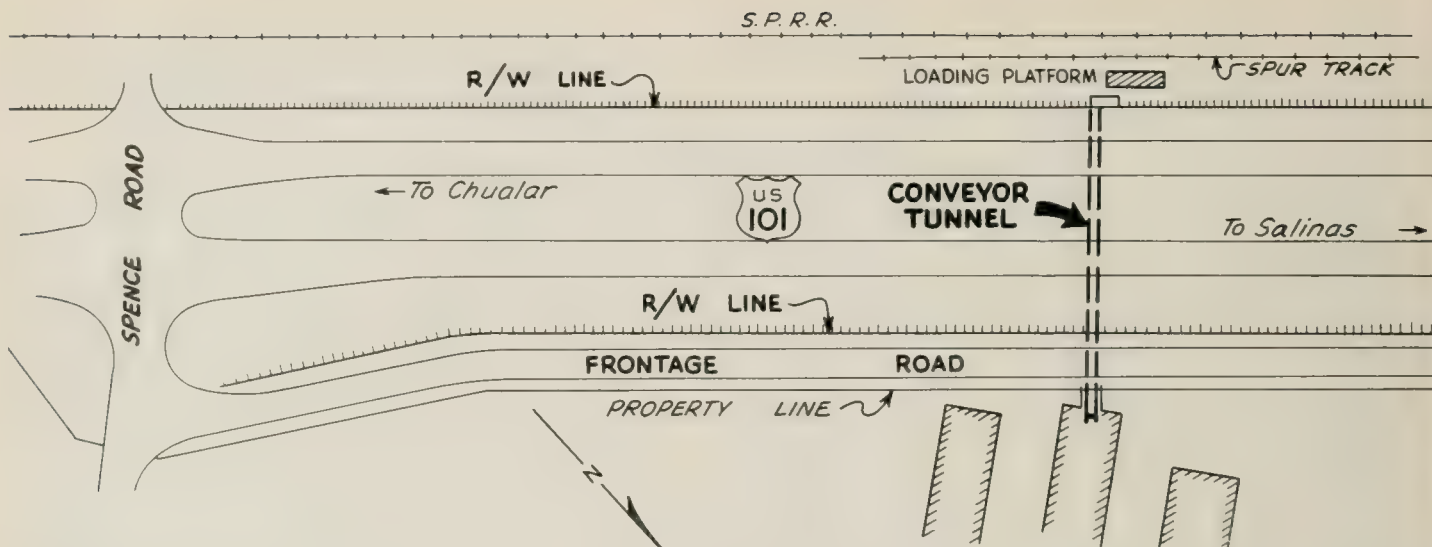 S.P.R.R.
R/W LINE
LOADING PLATFORM
SPUR TRACK
SPENCE ROAD
←To Chualar
US
101
CONVEYOR
TUNNEL
To Salinas →
R/W LINE
FRONTAGE ROAD
PROPERTY LINE
N